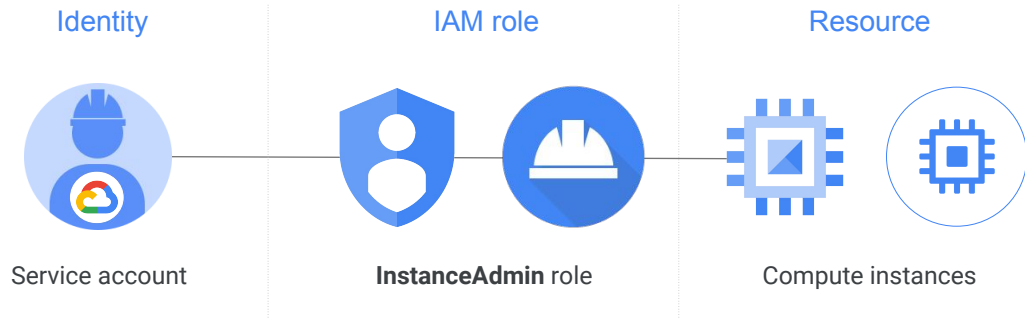 Identity
IAM role
Resource
Service account
InstanceAdmin role
Compute instances